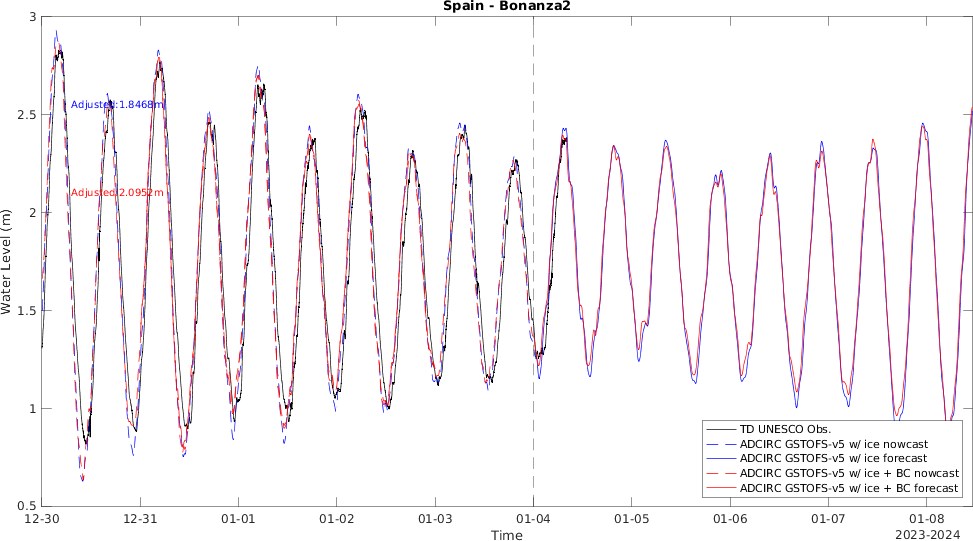 Spain - Bonanza2
3
2.5
2
1.5
1
0.5
Water Level (m)
Adjusted:1.8468m
Adjusted:2.0952m
TD UNESCO Obs.
ADCIRC GSTOFS-v5 w/ ice nowcast
ADCIRC GSTOFS-v5 w/ ice forecast
ADCIRC GSTOFS-v5 w/ ice + BC nowcast
ADCIRC GSTOFS-v5 w/ ice + BC forecast
12-30 12-31 01-01 01-02 01-03 01-04 01-05 01-06 01-07 01-08
Time
2023-2024